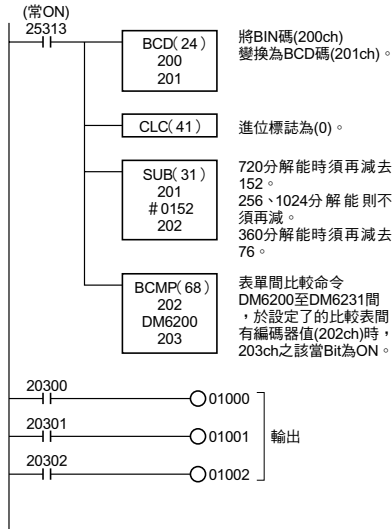 (常ON)
25313
BCD(24)
200
201
將BIN碼(200ch)
變換為BCD碼(201ch)。
CLC(41)
進位標誌為(0)。
SUB(31)
201
#0152
202
720分解能時須再減去
152。
256、1024分解能則不
須再減。
360分解能時須再減去
76。
BCMP(68)
202
DM6200
203
表單間比較命令
DM6200至DM6231間
，於設定了的比較表間
有編碼器值(202ch)時，
203ch之該當Bit為ON。
20300
01000
20301
01001
輸出
20302
01002